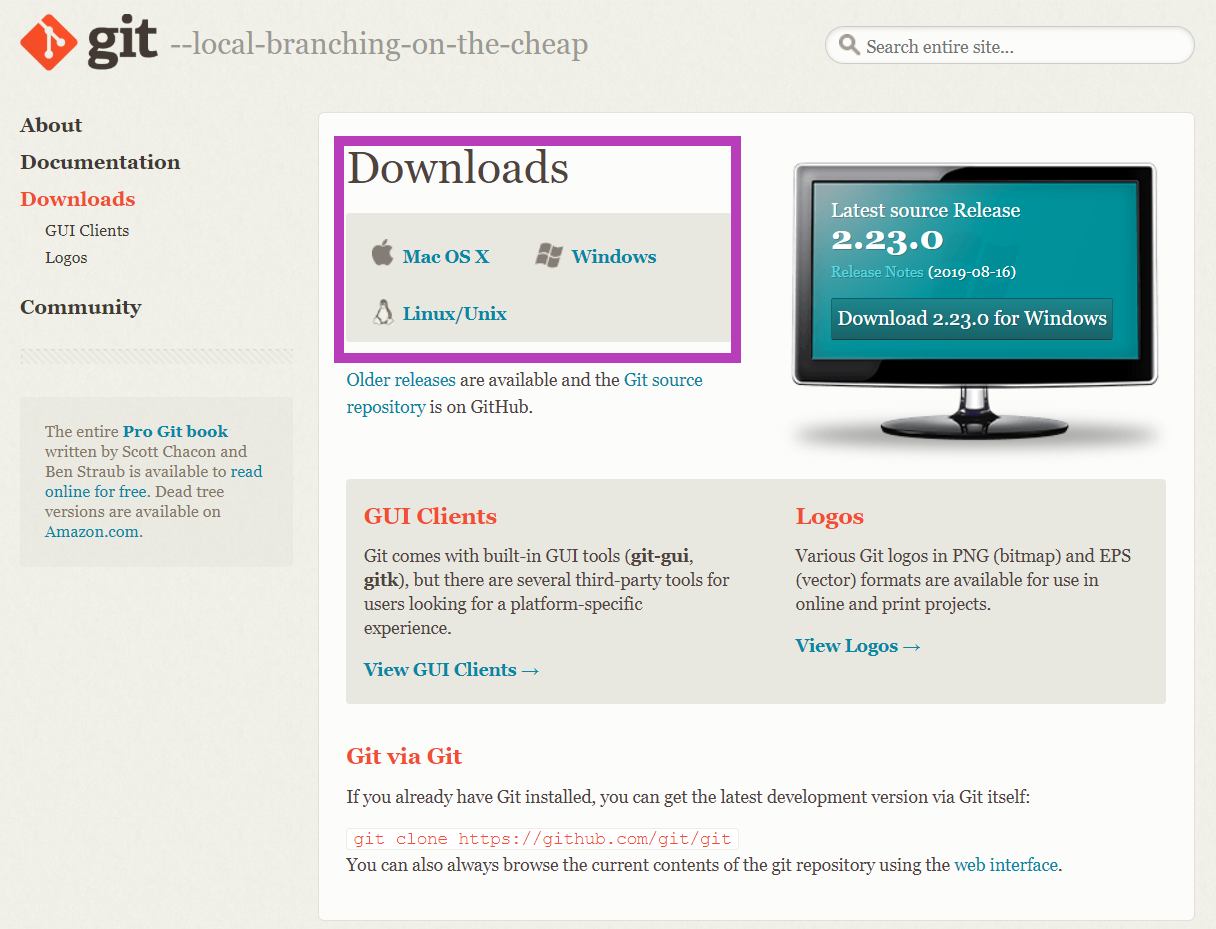 git --local-branching-on-the-cheap
Search entire site...
About
Documentation
Downloads
GUI Clients
Logos
Community
The entire Pro Git book
written by Scott Chacon and
Ben Straub is available to read
online for free. Dead tree
versions are available on
Amazon.com.
Downloads
Mac OS X
Windows
Linux/Unix
Older releases are available and the Git source
repository is on GitHub.
Latest source Release
2.23.0
Release Notes (2019-08-16)
Download 2.23.0 for Windows
GUI Clients
Git comes with built-in GUI tools (git-gui,
gitk), but there are several third-party tools for
users looking for a platform-specific
experience.
View GUI Clients →
Logos
Various Git logos in PNG (bitmap) and EPS
(vector) formats are available for use in
online and print projects.
View Logos →
Git via Git
If you already have Git installed, you can get the latest development version via Git itself:
git clone https://github.com/git/git
You can also always browse the current contents of the git repository using the web interface.